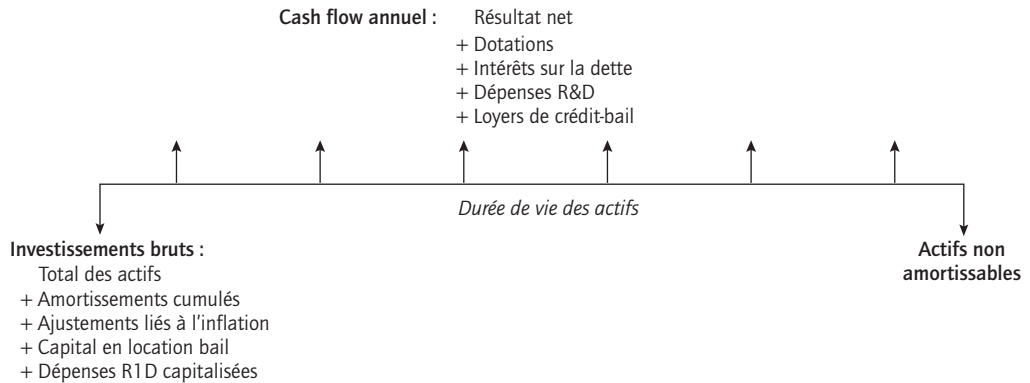 Cash flow annuel : Résultat net
+ Dotations
+ Intérêts sur la dette
+ Dépenses R&D
+ Loyers de crédit-bail
Durée de vie des actifs
Investissements bruts :
Total des actifs
+ Amortissements cumulés
+ Ajustements liés à l'inflation
+ Capital en location bail
+ Dépenses R1D capitalisées
Actifs non
amortissables